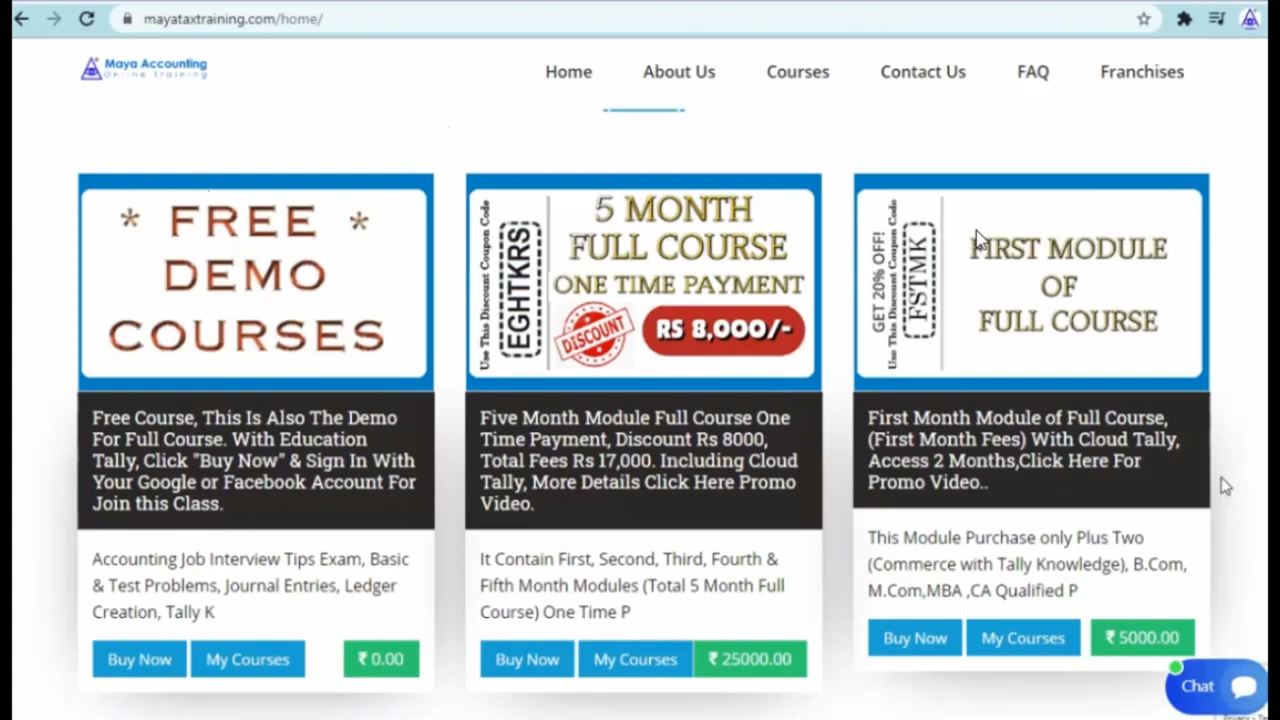 mayataxtraining.com/home/
Maya Accounting
Online Training
Home About Us Courses Contact Us FAQ Franchises
* FREE *
DEMO
COURSES
Free Course, This Is Also The Demo
For Full Course. With Education
Tally, Click "Buy Now" & Sign In With
Your Google or Facebook Account For
Join this Class.
Accounting Job Interview Tips Exam, Basic
& Test Problems, Journal Entries, Ledger
Creation, Tally K
Buy Now My Courses ₹ 0.00
Use This Discount Coupon Code
EGHTKRS
5 MONTH
FULL COURSE
ONE TIME PAYMENT
DISCOUNT
RS 8,000/-
Five Month Module Full Course One
Time Payment, Discount Rs 8000,
Total Fees Rs 17,000. Including Cloud
Tally, More Details Click Here Promo
Video.
It Contain First, Second, Third, Fourth &
Fifth Month Modules (Total 5 Month Full
Course) One Time P
Buy Now My Courses ₹ 25000.00
GET 20% OFF!
Use This Discount Coupon Code
FSTMK
FIRST MODULE
OF
FULL COURSE
First Month Module of Full Course,
(First Month Fees) With Cloud Tally,
Access 2 Months,Click Here For
Promo Video..
This Module Purchase only Plus Two
(Commerce with Tally Knowledge), B.Com,
M.Com,MBA ,CA Qualified P
Buy Now My Courses ₹ 5000.00
Chat